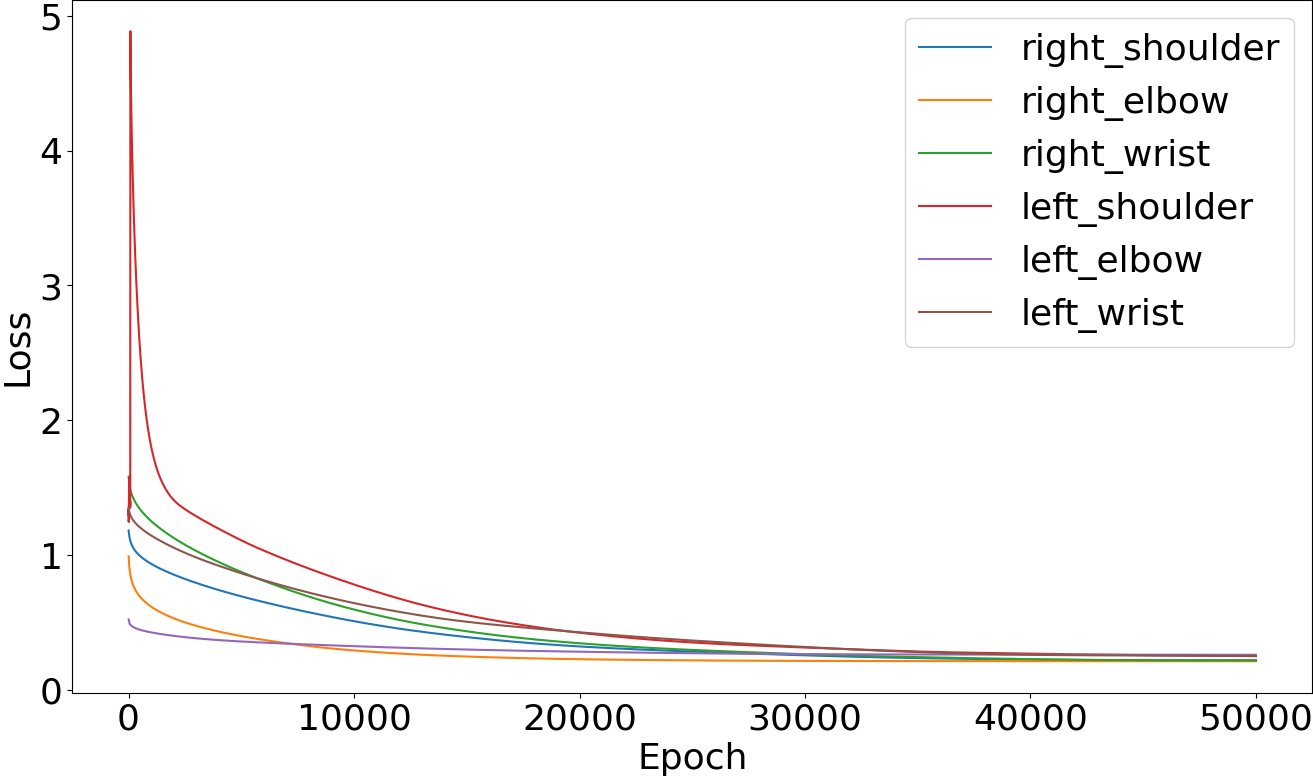 5
4
3
2
1
0
Loss
right_shoulder
right_elbow
right_wrist
left_shoulder
left_elbow
left_wrist
0 10000 20000 30000 40000 50000
Epoch